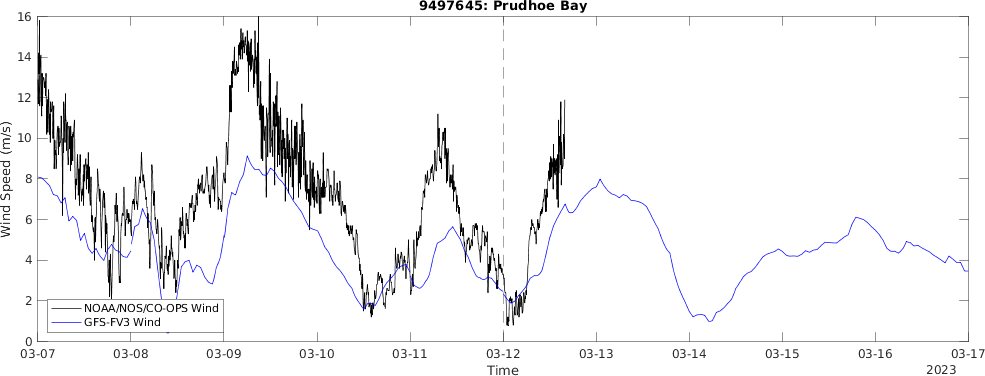 9497645: Prudhoe Bay
16
14
12
10
8
6
4
2
0
Wind Speed (m/s)
NOAA/NOS/CO-OPS Wind
GFS-FV3 Wind
03-07 03-08 03-09 03-10 03-11 03-12 03-13 03-14 03-15 03-16 03-17
Time
2023